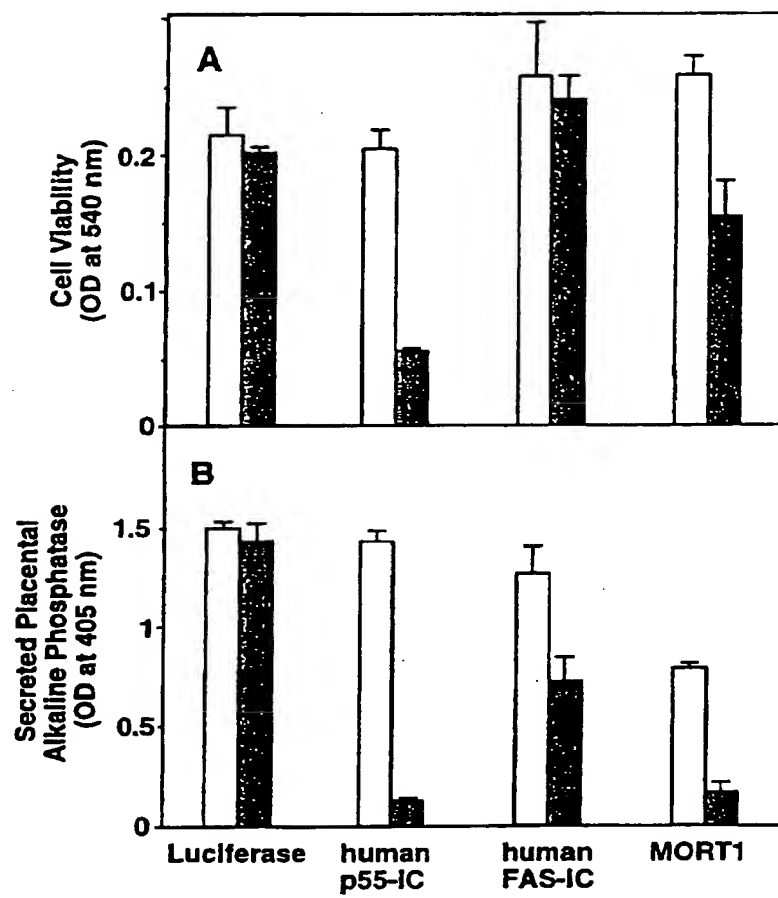 A
Cell Viability
(OD at 540 nm)
0.2
0.1
0
B
Secreted Placental
Alkaline Phosphatase
(OD at 405 nm)
1.5
1
0.5
0
Luciferase
human
p55-IC
human
FAS-IC
MORT1